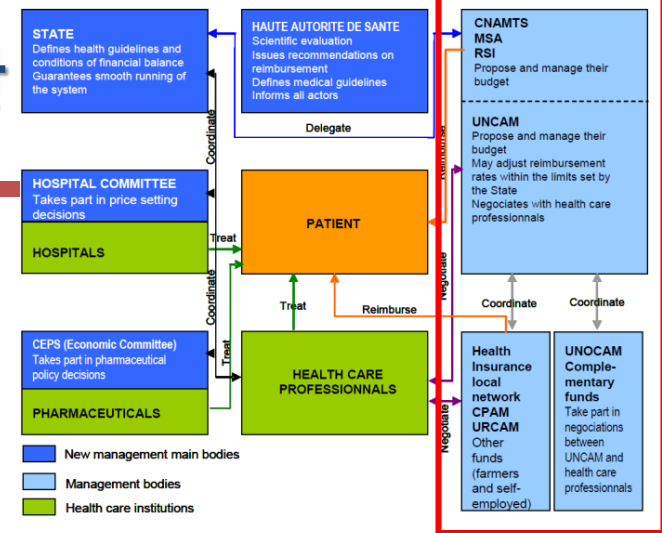 STATE
Defines health guidelines and
conditions of financial balance
Guarantees smooth running of
the system
HAUTE AUTORITE DE SANTE
Scientific evaluation
Issues recommendations on
reimbursement
Defines medical guidelines
Informs all actors
CNAMTS
MSA
RSI
Propose and manage their
budget
Delegate
Coordinate
Reimburse
UNCAM
Propose and manage their
budget
May adjust reimbursement
rates within the limits set by
the State
Negociates with health care
professionals
HOSPITAL COMMITTEE
Takes part in price setting
decisions
HOSPITALS
Treat
PATIENT
Negotiate
Coordinate
Treat
Treat
Reimburse
Coordinate
Coordinate
CEPS (Economic Committee)
Takes part in pharmaceutical
policy decisions
PHARMACEUTICALS
HEALTH CARE
PROFESSIONNALS
Negotiate
Health
Insurance
local
network
CPAM
URCAM
Other
funds
(farmers
and self-
employed)
UNOCAM
Comple-
mentary
funds
Take part in
negociations
between
UNCAM and
health care
professionnals
New management main bodies
Management bodies
Health care institutions